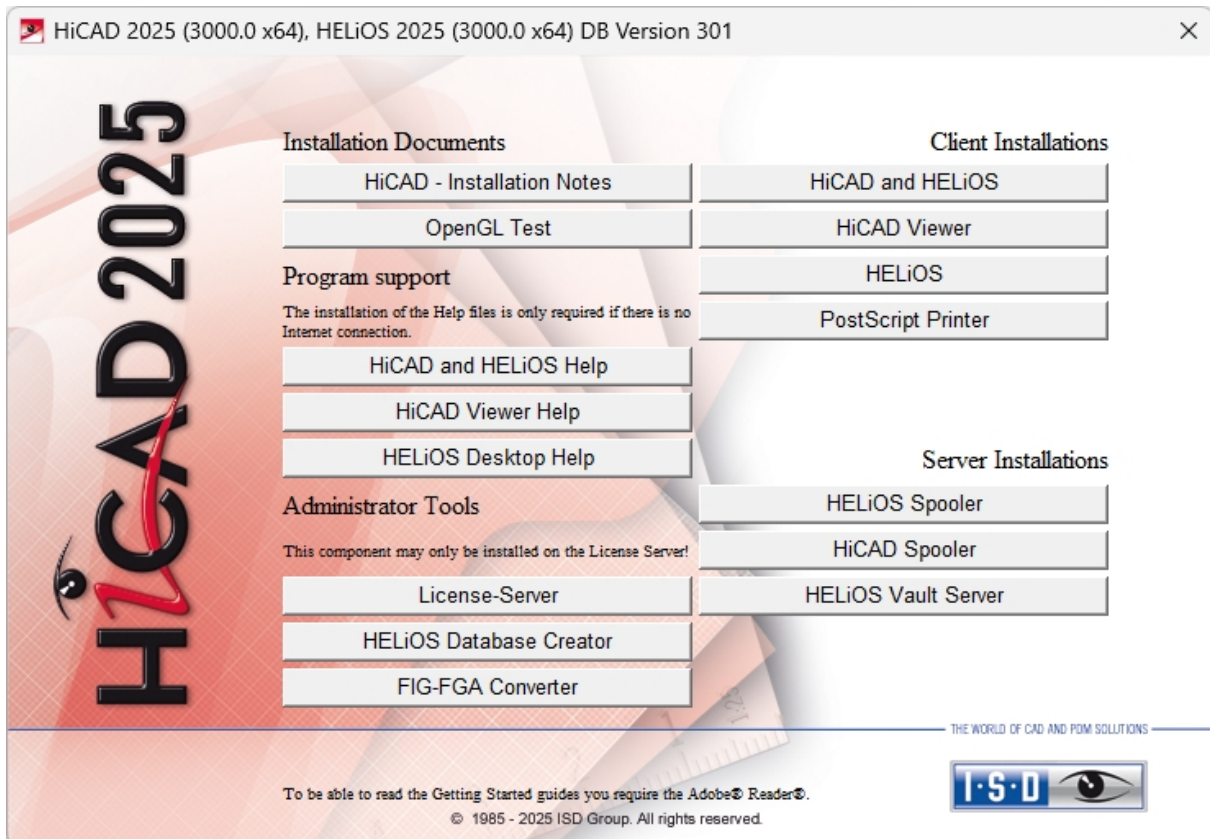 HiCAD 2025 (3000.0 x64), HELiOS 2025 (3000.0 x64) DB Version 301
HiCAD 2025
Installation Documents
HiCAD - Installation Notes
OpenGL Test
Program support
The installation of the Help files is only required if there is no
Internet connection.
HiCAD and HELiOS Help
HiCAD Viewer Help
HELiOS Desktop Help
Administrator Tools
This component may only be installed on the License Server!
License-Server
HELiOS Database Creator
FIG-FGA Converter
Client Installations
HiCAD and HELiOS
HiCAD Viewer
HELiOS
PostScript Printer
Server Installations
HELiOS Spooler
HiCAD Spooler
HELiOS Vault Server
THE WORLD OF CAD AND PDM SOLUTIONS
I·S·D
To be able to read the Getting Started guides you require the Adobe® Reader®.
© 1985 - 2025 ISD Group. All rights reserved.